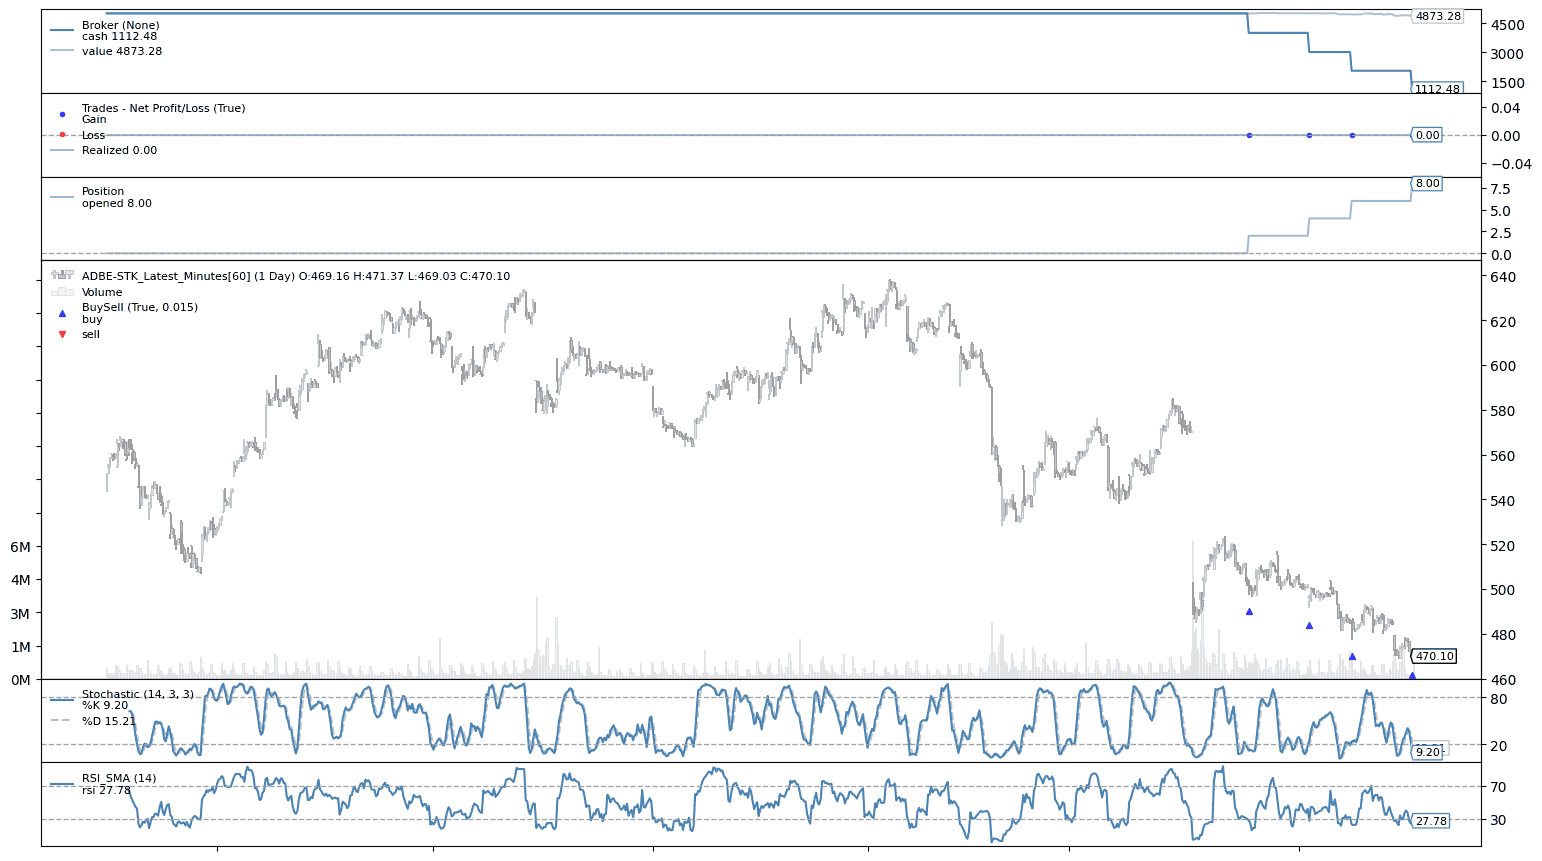 Broker (None)
cash 1112.48
value 4873.28
4873.28
4500
3000
1500
1112.48
Trades - Net Profit/Loss (True)
Gain
Loss
Realized 0.00
0.04
0.00
0.00
−0.04
Position
opened 8.00
8.00
7.5
5.0
2.5
0.0
ADBE-STK_Latest_Minutes[60] (1 Day) O:469.16 H:471.37 L:469.03 C:470.10
Volume
BuySell (True, 0.015)
buy
sell
640
620
600
580
560
540
520
500
480
470.10
460
6M
4M
3M
1M
0M
Stochastic (14, 3, 3)
%K 9.20
%D 15.21
80
20
9.20
RSI_SMA (14)
rsi 27.78
70
30
27.78